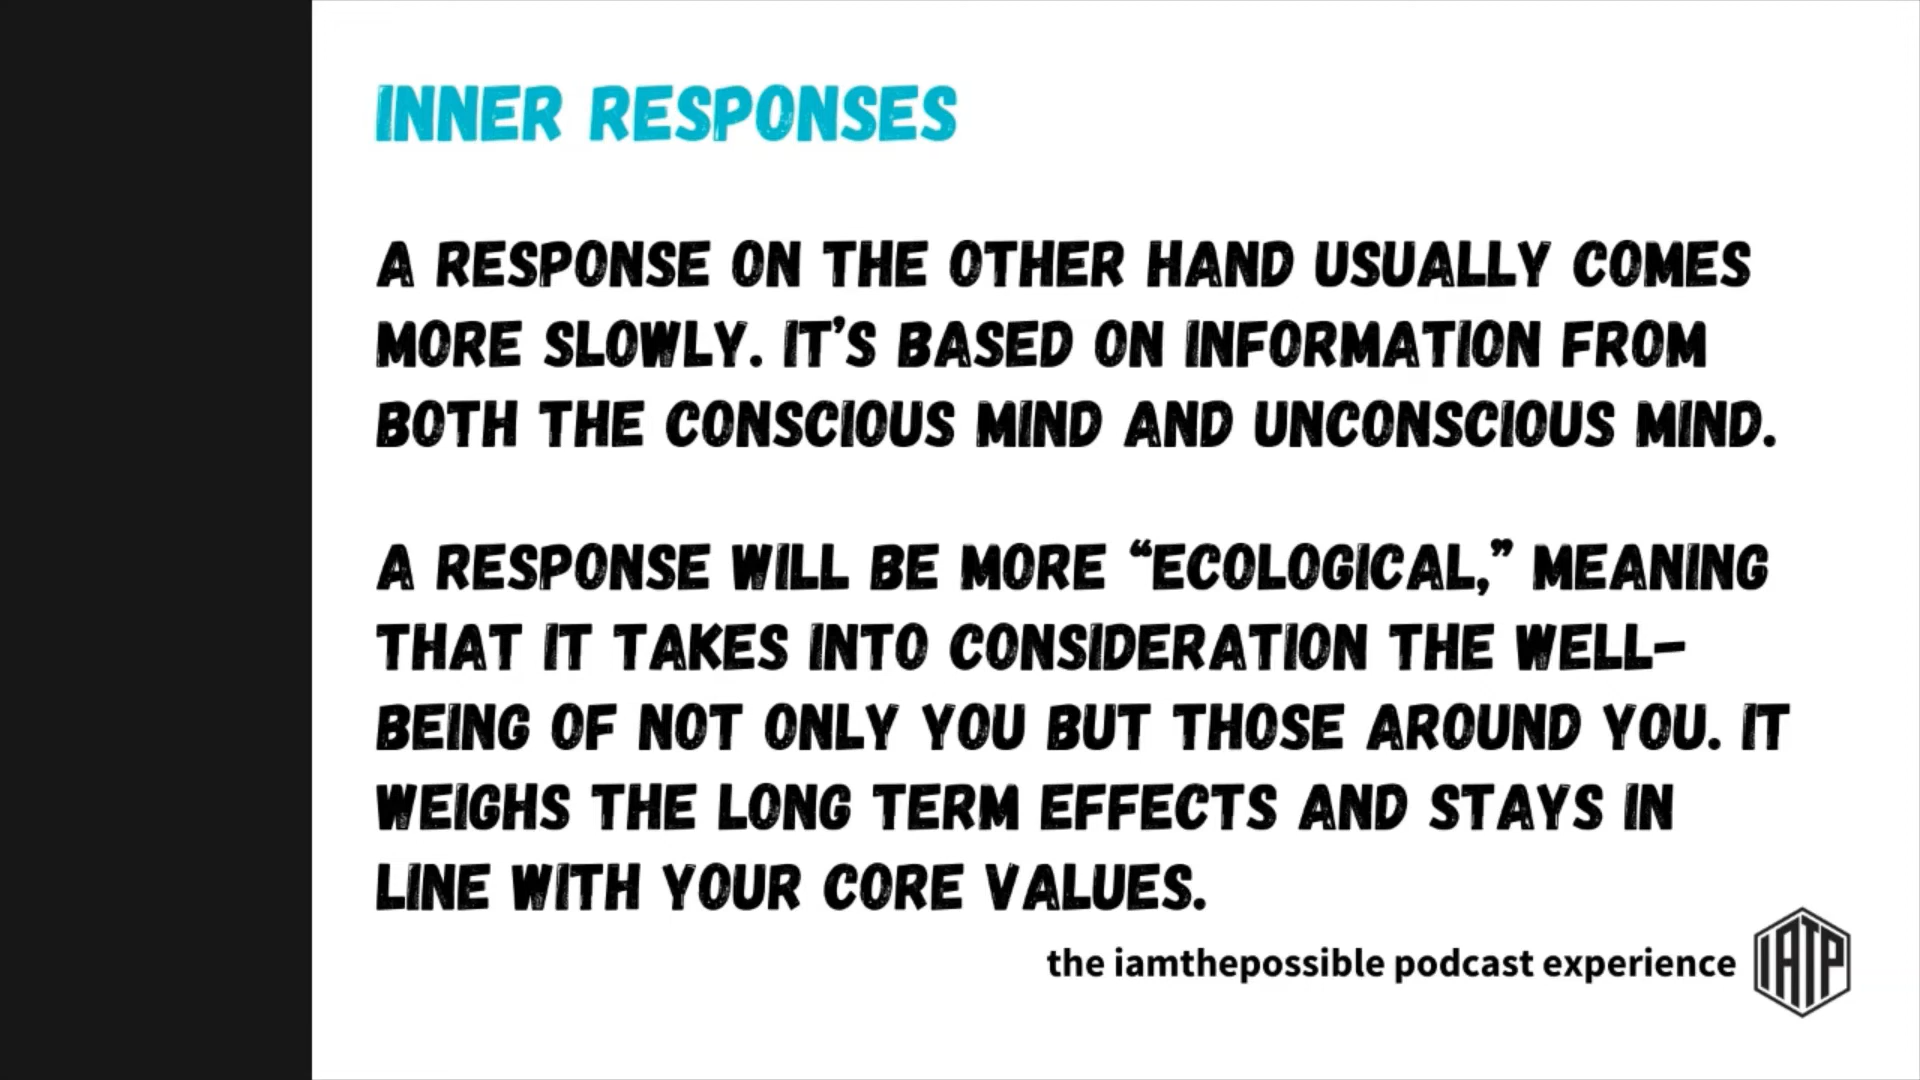 INNER RESPONSES
A RESPONSE ON THE OTHER HAND USUALLY COMES
MORE SLOWLY. IT’S BASED ON INFORMATION FROM
BOTH THE CONSCIOUS MIND AND UNCONSCIOUS MIND.
A RESPONSE WILL BE MORE “ECOLOGICAL,” MEANING
THAT IT TAKES INTO CONSIDERATION THE WELL-
BEING OF NOT ONLY YOU BUT THOSE AROUND YOU. IT
WEIGHS THE LONG TERM EFFECTS AND STAYS IN
LINE WITH YOUR CORE VALUES.
the iamthepossible podcast experience
IATP